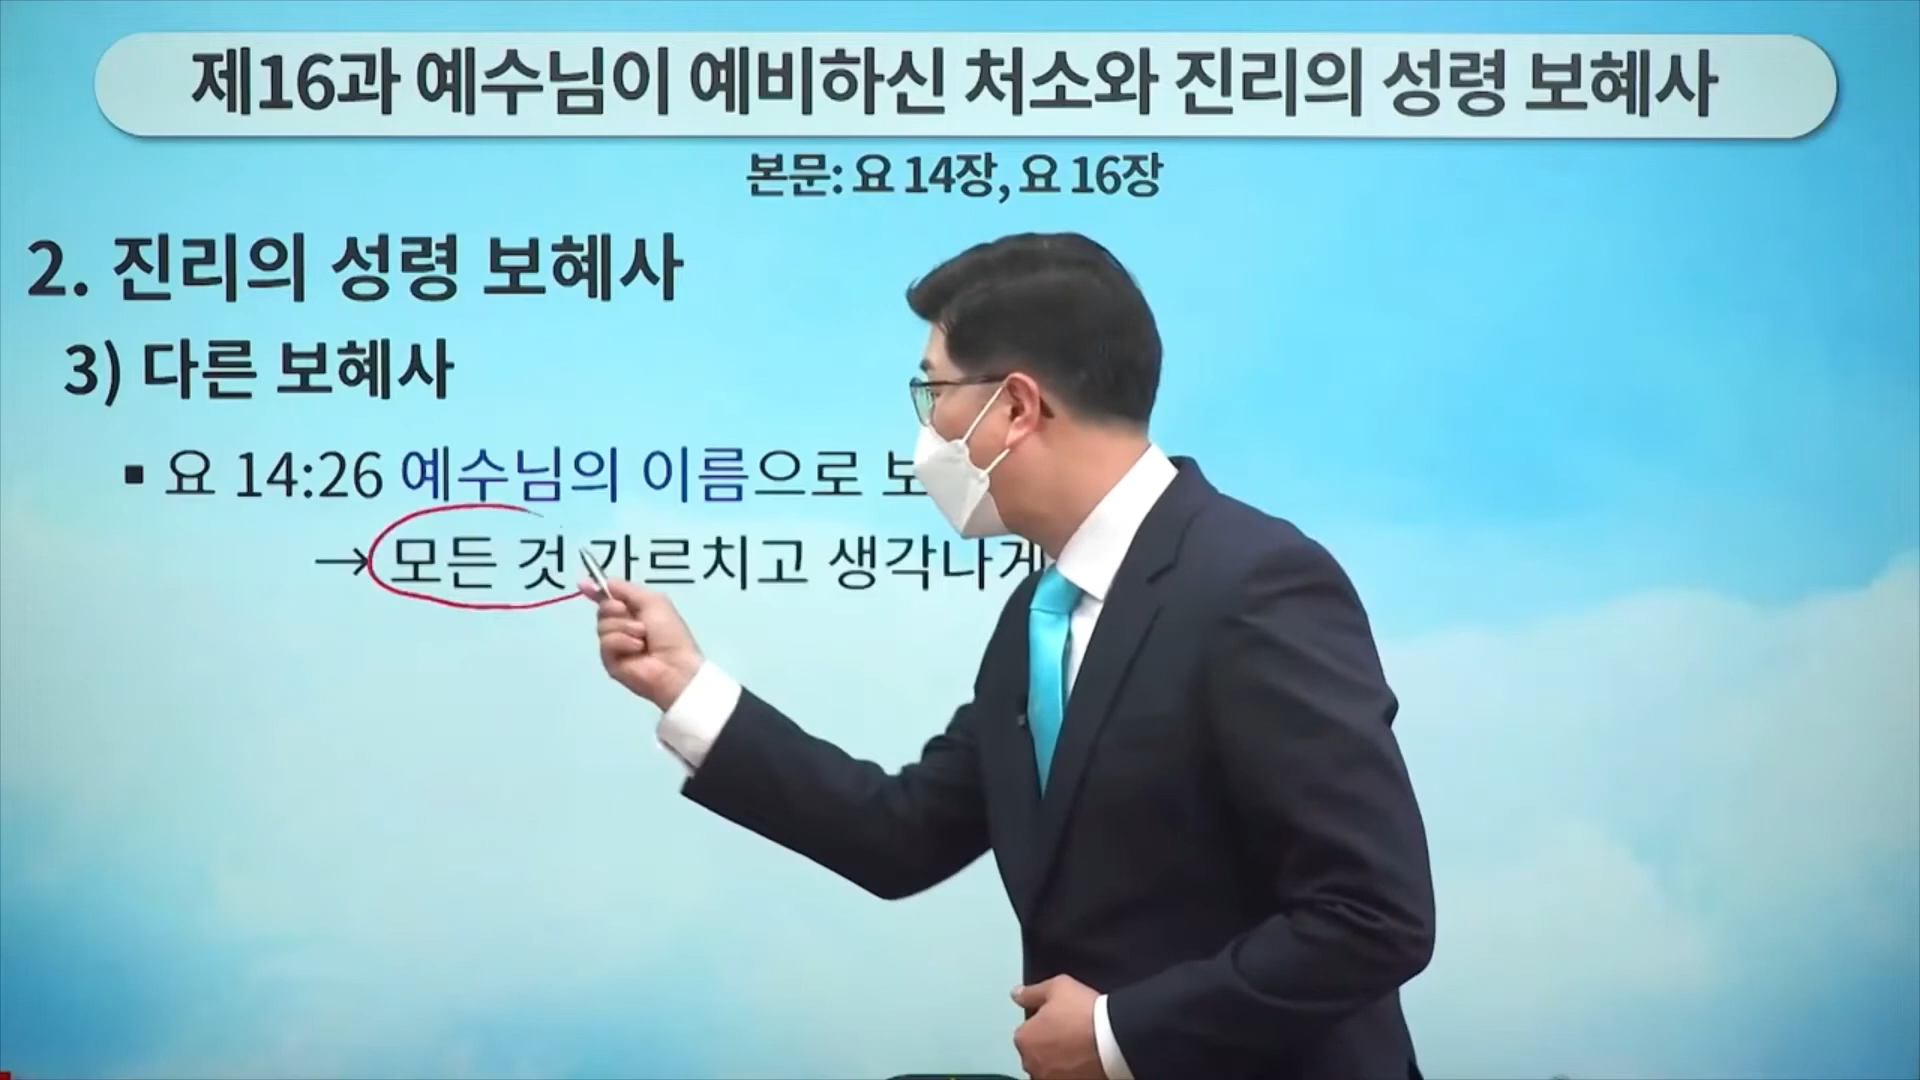 제16과 예수님이 예비하신 처소와 진리의 성령 보혜사
본문: 요 14장, 요 16장
2. 진리의 성령 보혜사
3) 다른 보혜사
▪ 요 14:26 예수님의 이름으로
→ 모든 것 가르치고 생각나게